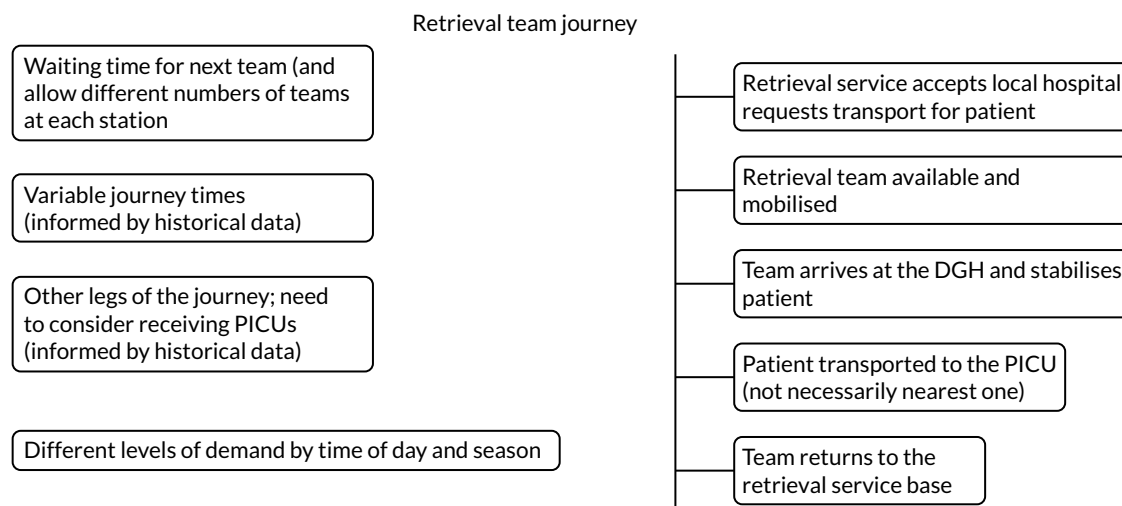 Retrieval team journey
Waiting time for next team (and
allow different numbers of teams
at each station
Variable journey times
(informed by historical data)
Other legs of the journey; need
to consider receiving PICUs
(informed by historical data)
Different levels of demand by time of day and season
Retrieval service accepts local hospital
requests transport for patient
Retrieval team available and
mobilised
Team arrives at the DGH and stabilises
patient
Patient transported to the PICU
(not necessarily nearest one)
Team returns to the
retrieval service base